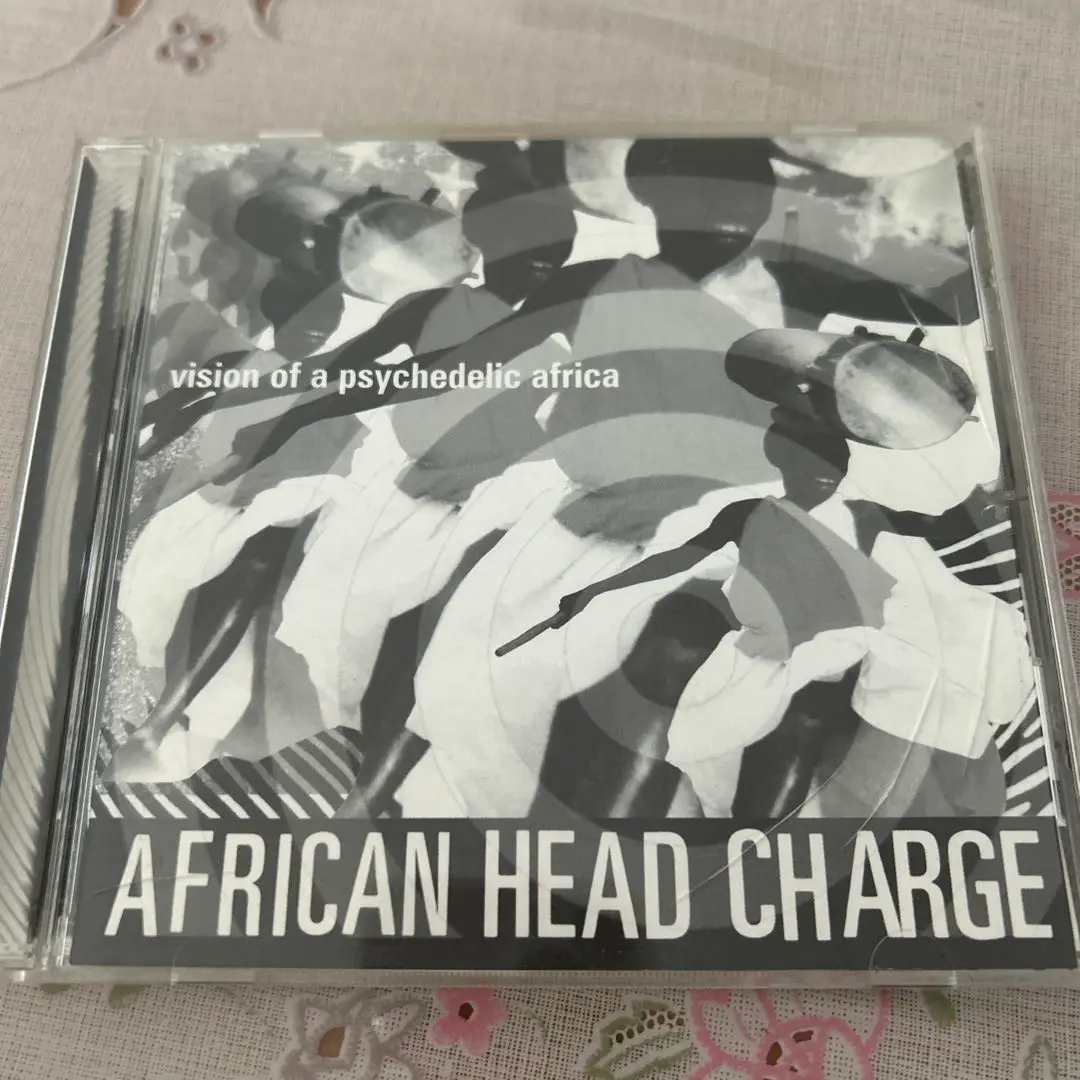 vision of a psychedelic africa
AFRICAN HEAD CHARGE